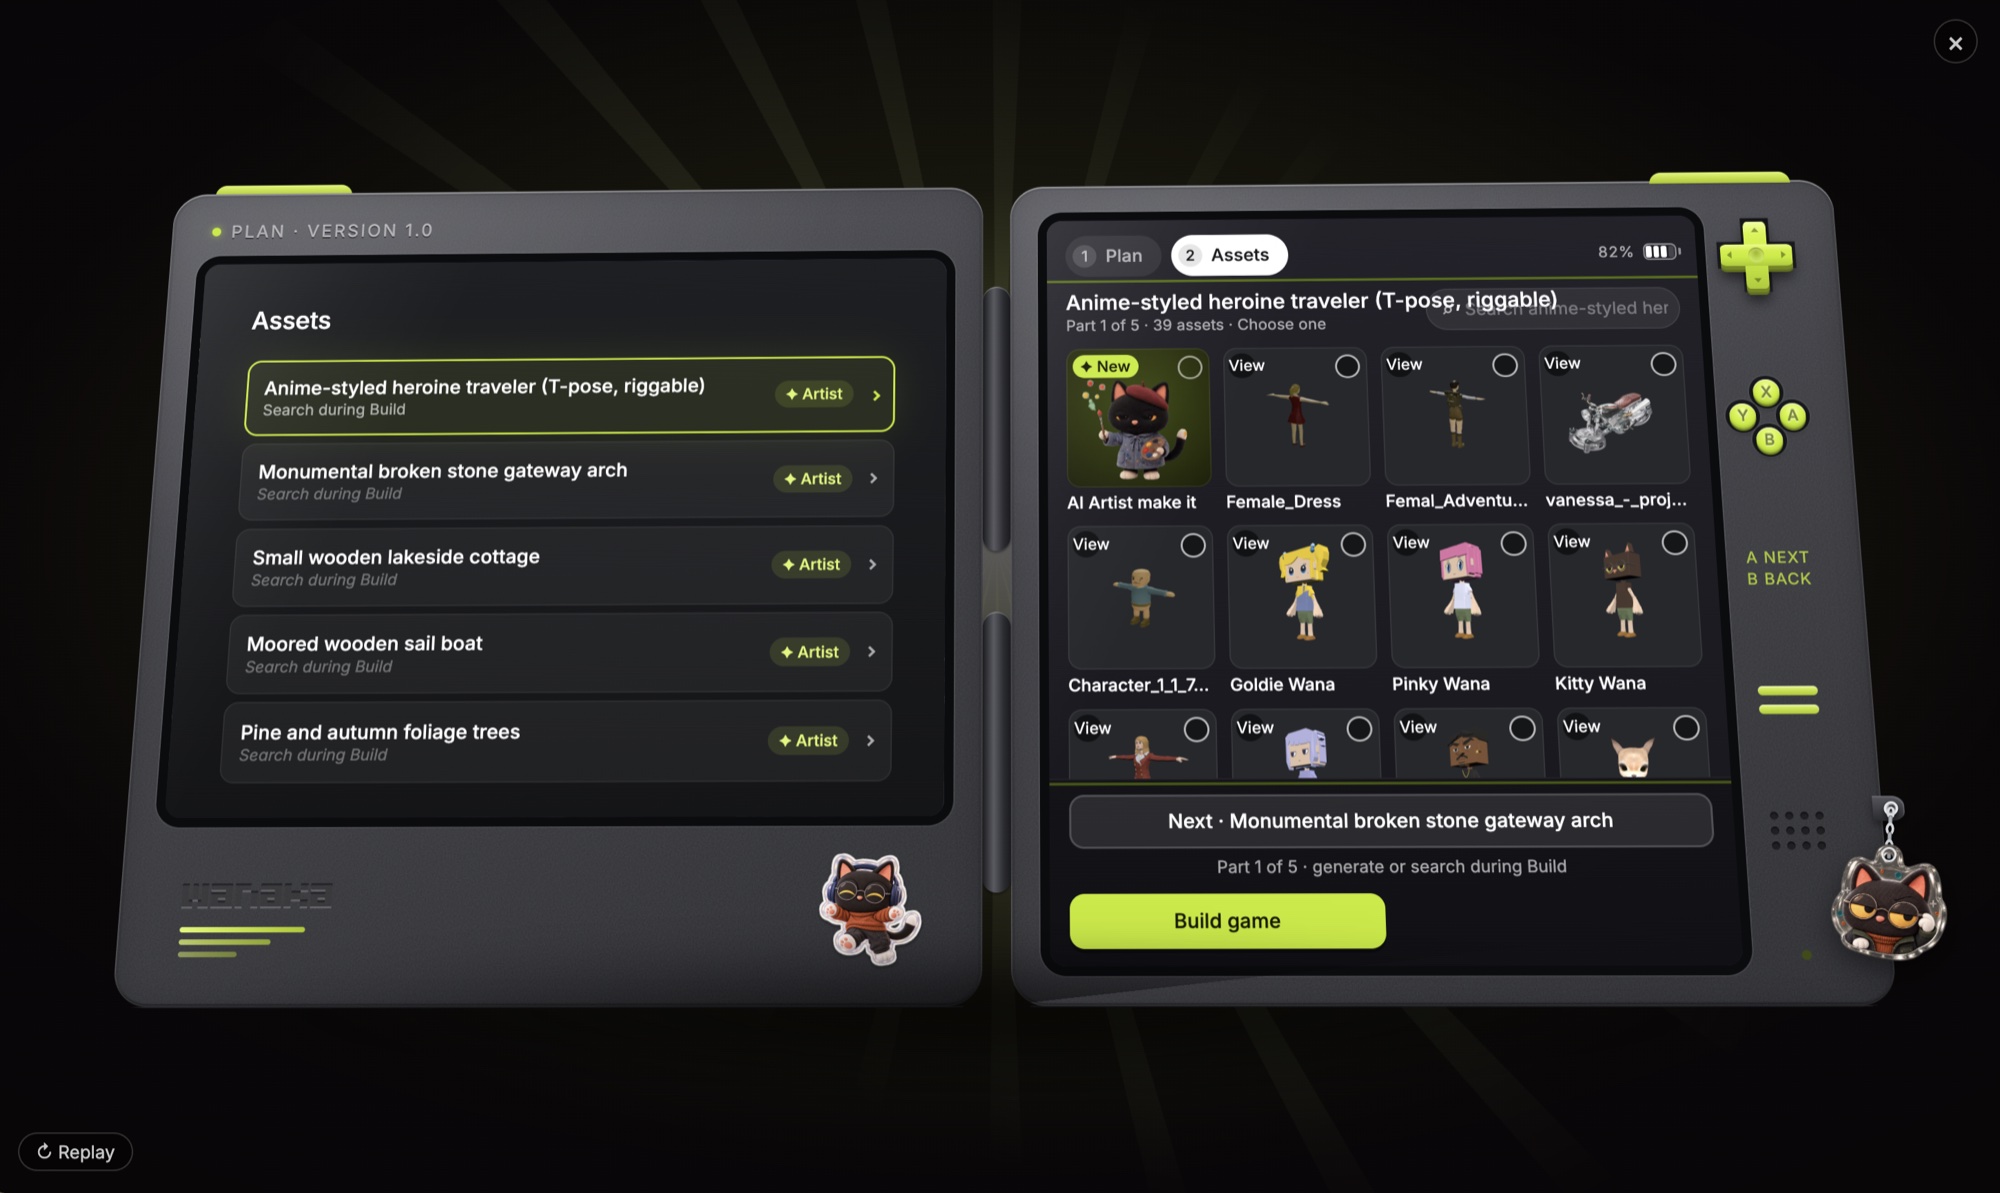 PLAN · VERSION 1.0
Assets
Anime-styled heroine traveler (T-pose, riggable)
Search during Build
Artist
Monumental broken stone gateway arch
Search during Build
Artist
Small wooden lakeside cottage
Search during Build
Artist
Moored wooden sail boat
Search during Build
Artist
Pine and autumn foliage trees
Search during Build
Artist
wanaka
1 Plan
2 Assets
82%
Anime-styled heroine traveler (T-pose, riggable)
Search anime-styled her
Part 1 of 5 · 39 assets · Choose one
New
View
View
View
AI Artist make it
Female_Dress
Femal_Adventu...
vanessa_-_proj...
View
View
View
View
Character_1_1_7...
Goldie Wana
Pinky Wana
Kitty Wana
View
View
View
View
Next · Monumental broken stone gateway arch
Part 1 of 5 · generate or search during Build
Build game
X
Y
A
B
A NEXT
B BACK
Replay